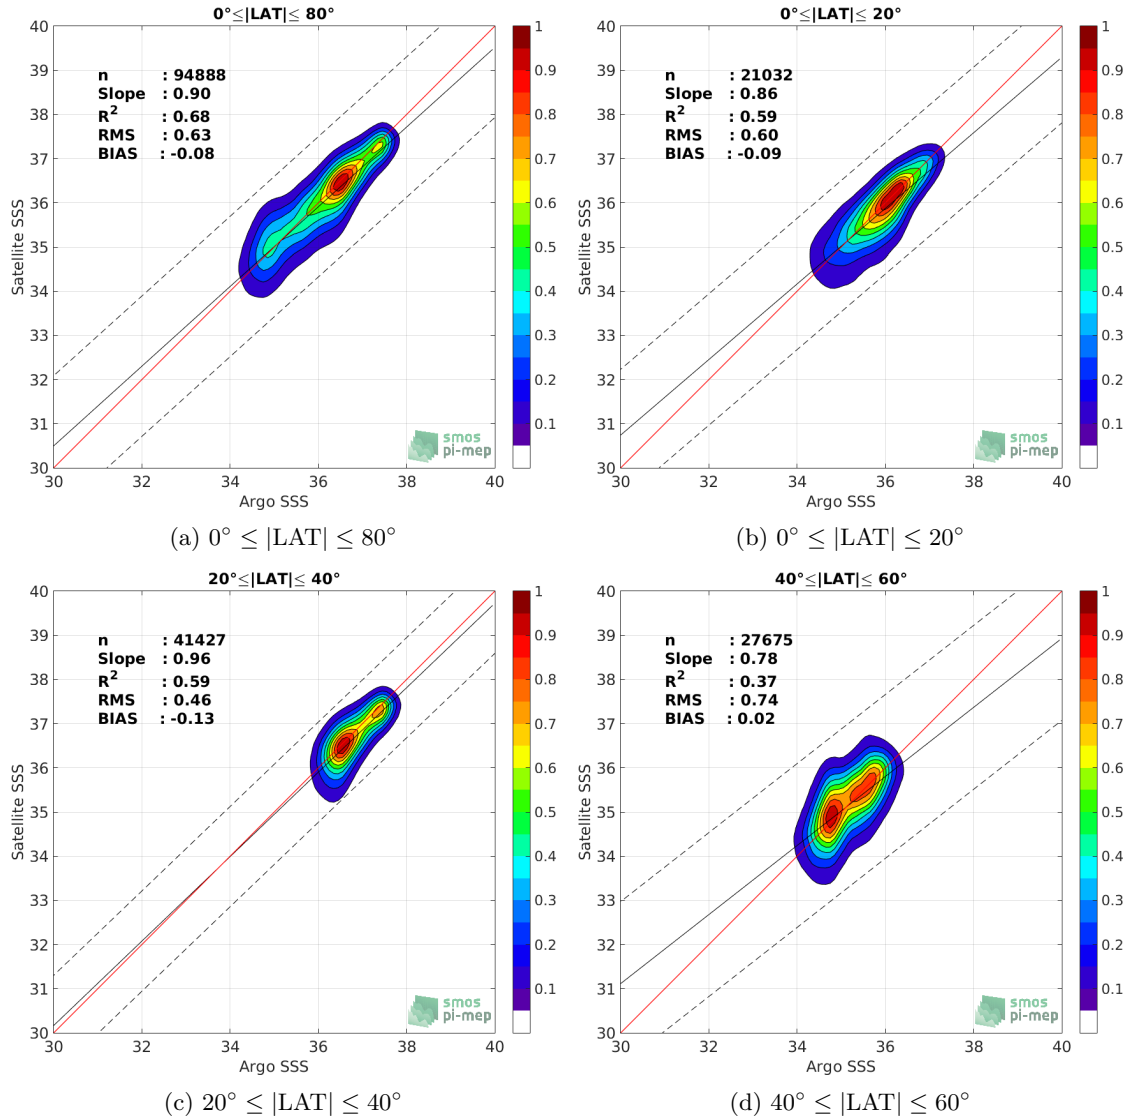 0°≤|LAT|≤ 80°
n : 94888
Slope : 0.90
R² : 0.68
RMS : 0.63
BIAS : -0.08
40
39
38
37
36
35
34
33
32
31
30
Satellite SSS
30 32 34 36 38 40
Argo SSS
1
0.9
0.8
0.7
0.6
0.5
0.4
0.3
0.2
0.1
smos
pi-mep
(a) 0° ≤ |LAT| ≤ 80°
0°≤|LAT|≤ 20°
n : 21032
Slope : 0.86
R² : 0.59
RMS : 0.60
BIAS : -0.09
40
39
38
37
36
35
34
33
32
31
30
Satellite SSS
30 32 34 36 38 40
Argo SSS
1
0.9
0.8
0.7
0.6
0.5
0.4
0.3
0.2
0.1
smos
pi-mep
(b) 0° ≤ |LAT| ≤ 20°
20°≤|LAT|≤ 40°
n : 41427
Slope : 0.96
R² : 0.59
RMS : 0.46
BIAS : -0.13
40
39
38
37
36
35
34
33
32
31
30
Satellite SSS
30 32 34 36 38 40
Argo SSS
1
0.9
0.8
0.7
0.6
0.5
0.4
0.3
0.2
0.1
smos
pi-mep
(c) 20° ≤ |LAT| ≤ 40°
40°≤|LAT|≤ 60°
n : 27675
Slope : 0.78
R² : 0.37
RMS : 0.74
BIAS : 0.02
40
39
38
37
36
35
34
33
32
31
30
Satellite SSS
30 32 34 36 38 40
Argo SSS
1
0.9
0.8
0.7
0.6
0.5
0.4
0.3
0.2
0.1
smos
pi-mep
(d) 40° ≤ |LAT| ≤ 60°